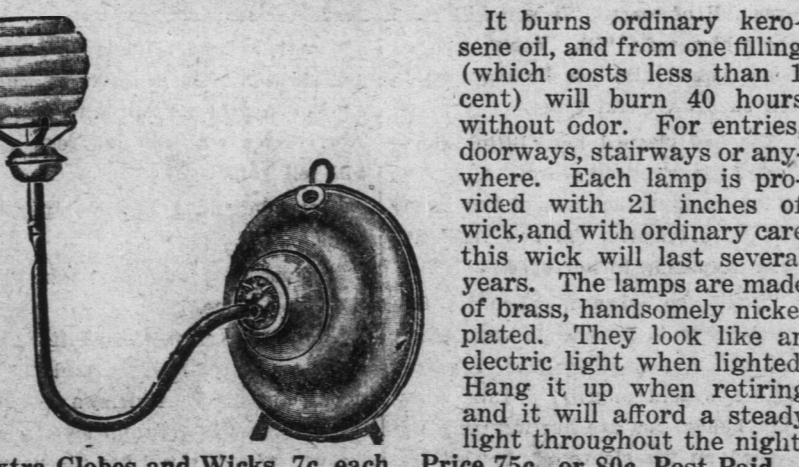 It burns ordinary kero-
sene oil, and from one filling
(which costs less than 1
cent) will burn 40 hours
without odor. For entries,
doorways, stairways or any-
where. Each lamp is pro-
vided with 21 inches of
wick, and with ordinary care
this wick will last severa
years. The lamps are made
of brass, handsomely nicke
plated. They look like an
electric light when lighted
Hang it up when retiring
and it will afford a steady
light throughout the night
xtra Globes and Wicks, 7c. each. Price 75c. or 80c. Post Paid